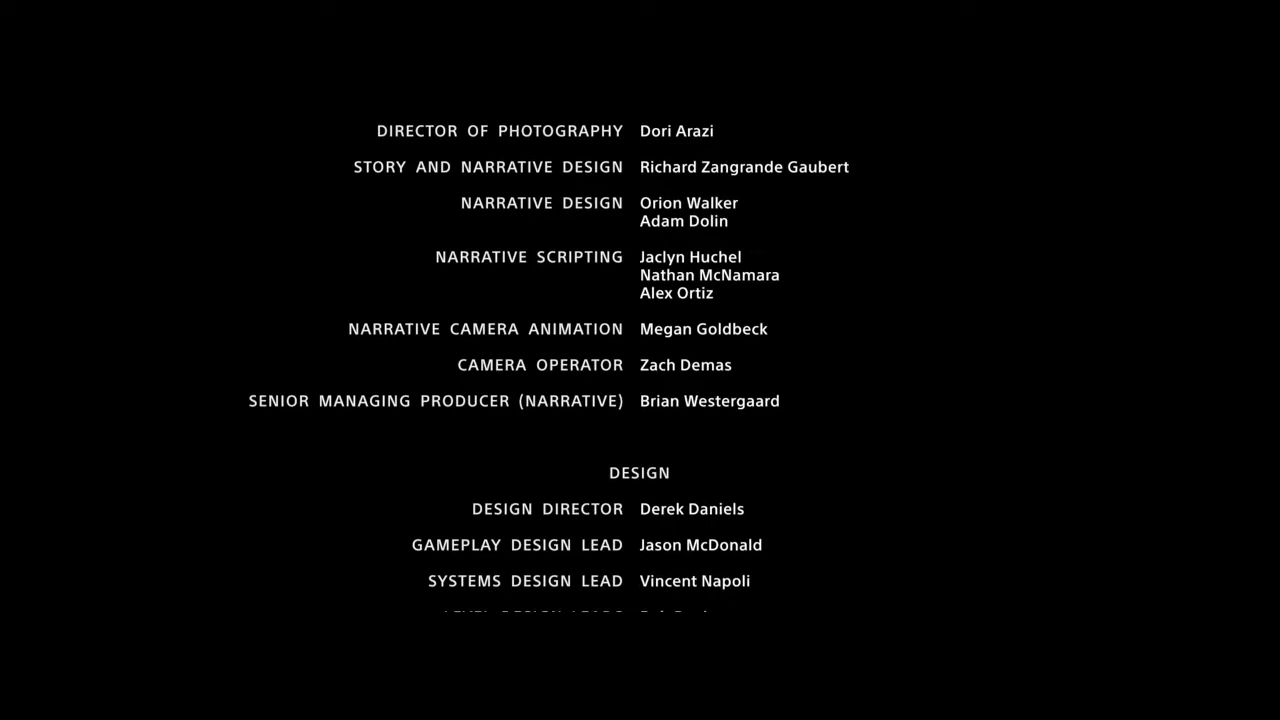 DIRECTOR OF PHOTOGRAPHY Dori Arazi
STORY AND NARRATIVE DESIGN Richard Zangrande Gaubert
NARRATIVE DESIGN Orion Walker
Adam Dolin
NARRATIVE SCRIPTING Jaclyn Huchel
Nathan McNamara
Alex Ortiz
NARRATIVE CAMERA ANIMATION Megan Goldbeck
CAMERA OPERATOR Zach Demas
SENIOR MANAGING PRODUCER (NARRATIVE) Brian Westergaard
DESIGN
DESIGN DIRECTOR Derek Daniels
GAMEPLAY DESIGN LEAD Jason McDonald
SYSTEMS DESIGN LEAD Vincent Napoli